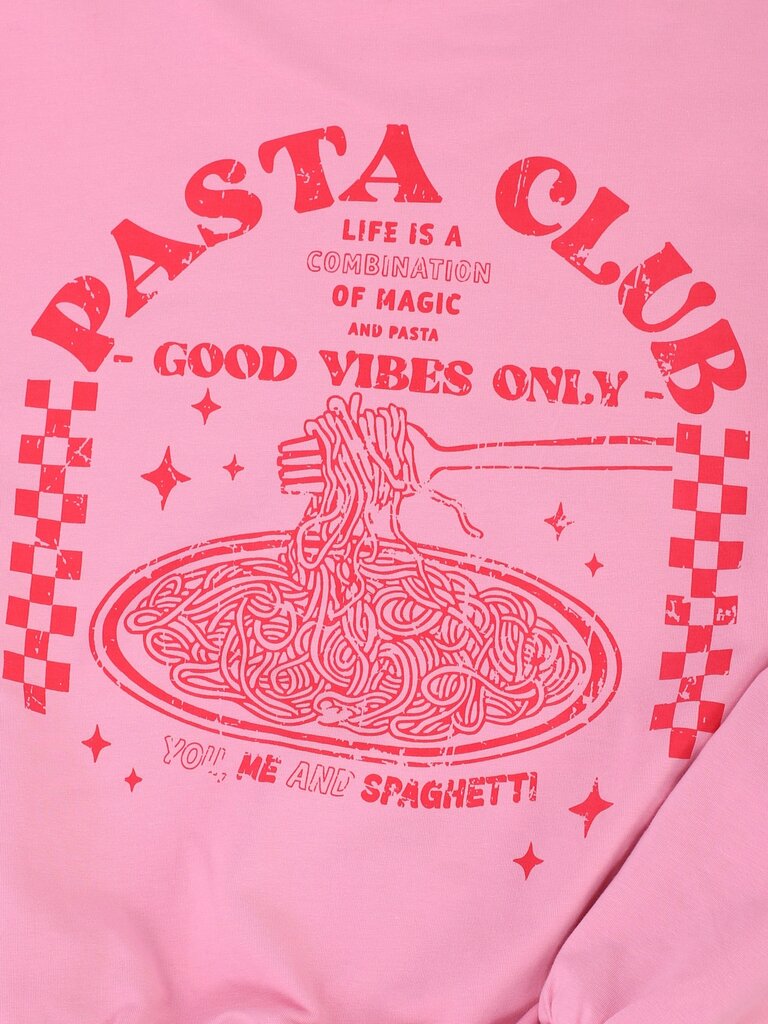 PASTA CLUB
LIFE IS A
COMBINATION
OF MAGIC
AND PASTA
- GOOD VIBES ONLY -
YOU, ME AND SPAGHETTI